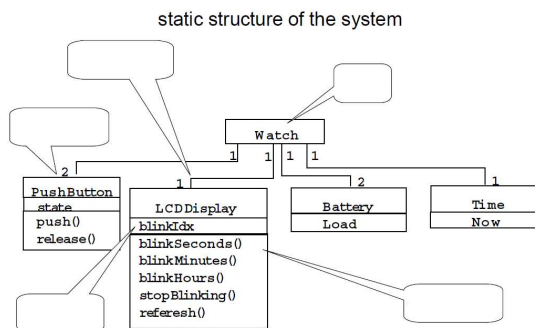 static structure of the system
Watch
1 1 1 1
2 1 2 1
PushButton
state
push()
release()
LCDDisplay
blinkIdx
blinkSeconds()
blinkMinutes()
blinkHours()
stopBlinking()
referesh()
Battery
Load
Time
Now